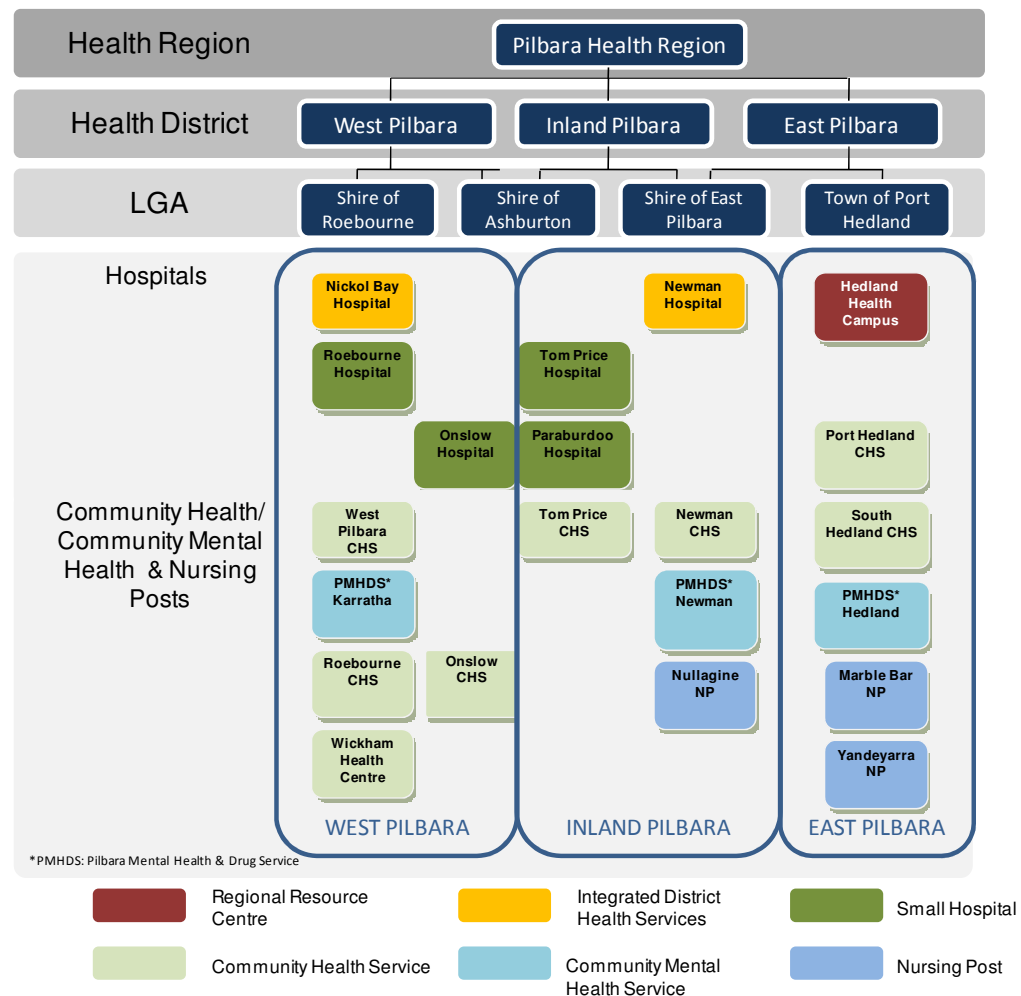 Health Region
Pilbara Health Region
Health District
West Pilbara
Inland Pilbara
East Pilbara
LGA
Shire of
Roebourne
Shire of
Ashburton
Shire of East
Pilbara
Town of Port
Hedland
Hospitals
Nickol Bay
Hospital
Newman
Hospital
Hedland
Health
Campus
Roebourne
Hospital
Tom Price
Hospital
Onslow
Hospital
Paraburdoo
Hospital
Port Hedland
CHS
Community Health/
Community Mental
Health & Nursing
Posts
West
Pilbara
CHS
Tom Price
CHS
Newman
CHS
South
Hedland CHS
PMHDS*
Karratha
PMHDS*
Newman
PMHDS*
Hedland
Roebourne
CHS
Onslow
CHS
Nullagine
NP
Marble Bar
NP
Wickham
Health
Centre
Yandeyarra
NP
WEST PILBARA
INLAND PILBARA
EAST PILBARA
*PMHDS: Pilbara Mental Health & Drug Service
Regional Resource
Centre
Integrated District
Health Services
Small Hospital
Community Health Service
Community Mental
Health Service
Nursing Post